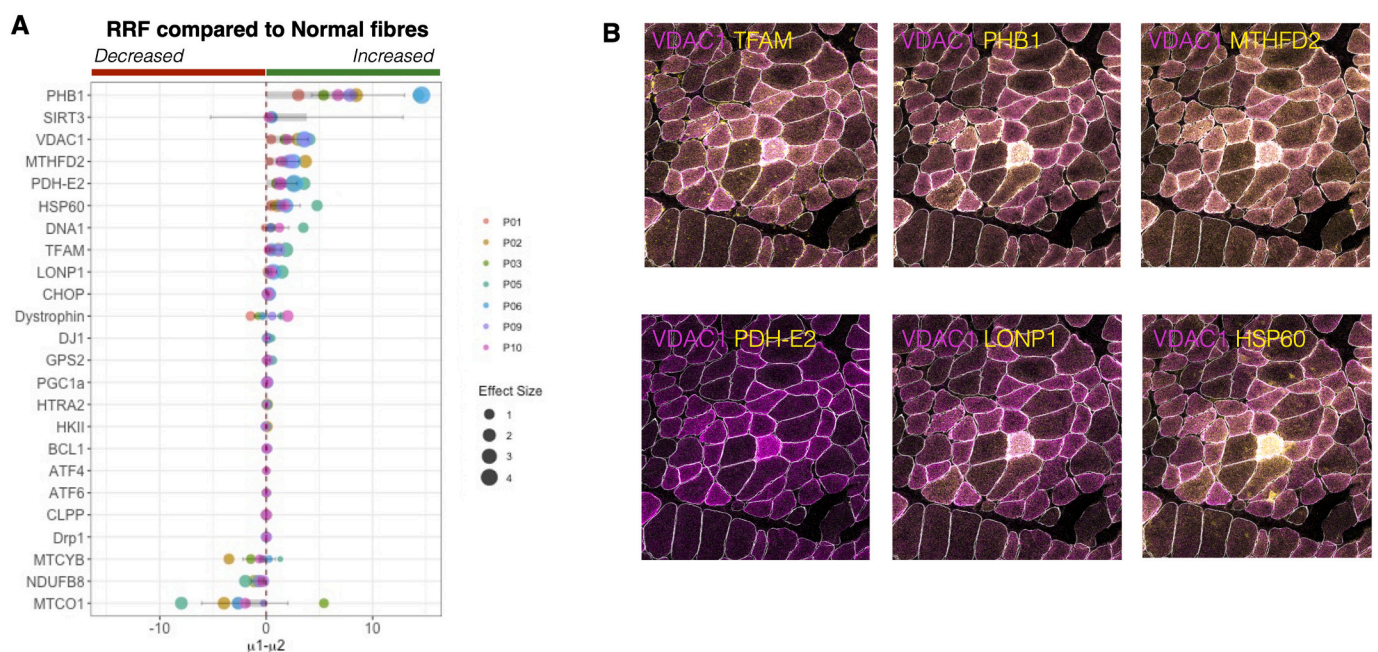 A
RRF compared to Normal fibres
Decreased
Increased
PHB1
SIRT3
VDAC1
MTHFD2
PDH-E2
HSP60
DNA1
TFAM
LONP1
CHOP
Dystrophin
DJ1
GPS2
PGC1a
HTRA2
HKII
BCL1
ATF4
ATF6
CLPP
Drp1
MTCYB
NDUFB8
MTCO1
-10
0
10
μ1-μ2
P01
P02
P03
P05
P06
P09
P10
Effect Size
1
2
3
4
B
VDAC1 TFAM
VDAC1 PHB1
VDAC1 MTHFD2
VDAC1 PDH-E2
VDAC1 LONP1
VDAC1 HSP60